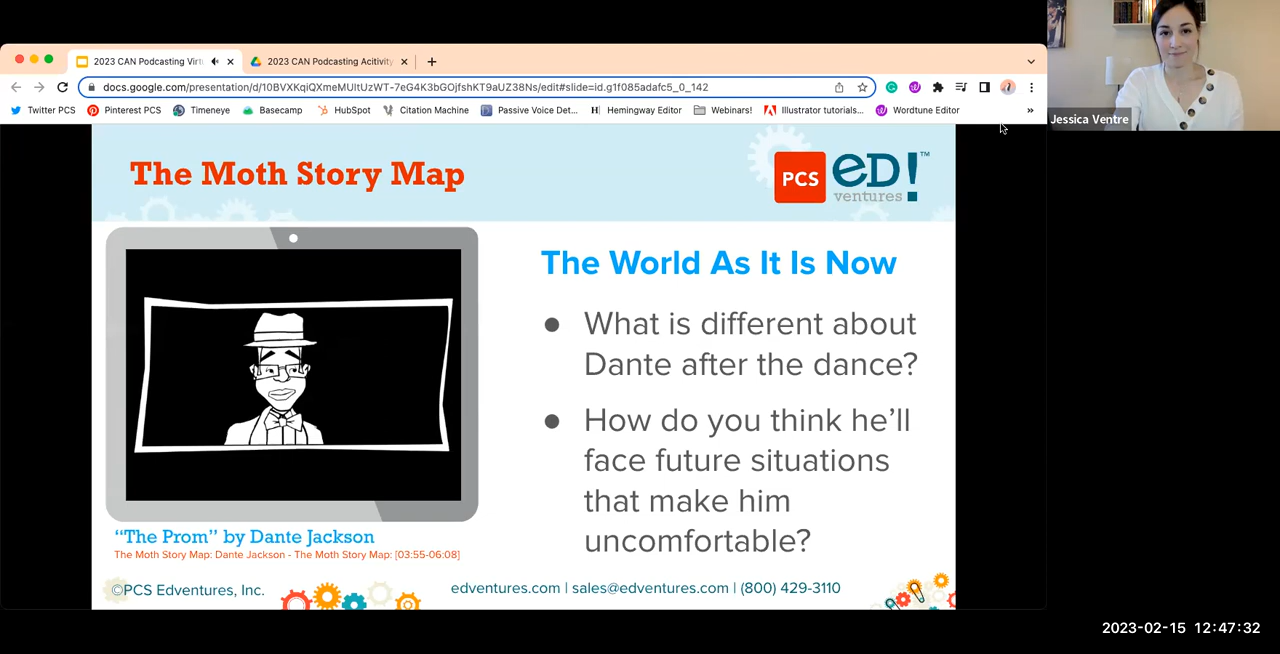 2023 CAN Podcasting Virtu
2023 CAN Podcasting Acitivity
docs.google.com/presentation/d/10BVXKqiQXmeMUltUzWT-7eG4K3bGOjfshKT9aUZ38Ns/edit#slide=id.g1f085adafc5_0_142
Twitter PCS
Pinterest PCS
Timeneye
Basecamp
HubSpot
Citation Machine
Passive Voice Det...
Hi Hemingway Editor
Webinars!
Illustrator tutorials...
Wordtune Editor
»
Jessica Ventre
The Moth Story Map
PCS
eD!™
ventures
The World As It Is Now
● What is different about
Dante after the dance?
● How do you think he’ll
face future situations
that make him
uncomfortable?
“The Prom” by Dante Jackson
The Moth Story Map: Dante Jackson - The Moth Story Map: [03:55-06:08]
©PCS Edventures, Inc.
edventures.com | sales@edventures.com | (800) 429-3110
2023-02-15 12:47:32